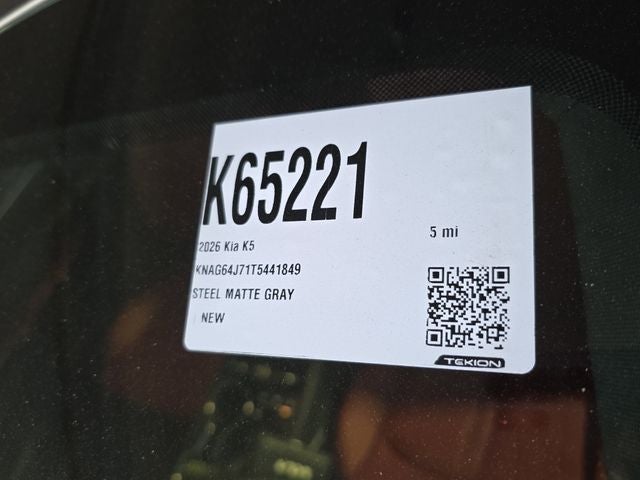 K65221
2026 Kia K5
5 mi
KNAG64J71T5441849
STEEL MATTE GRAY
NEW
TEKION